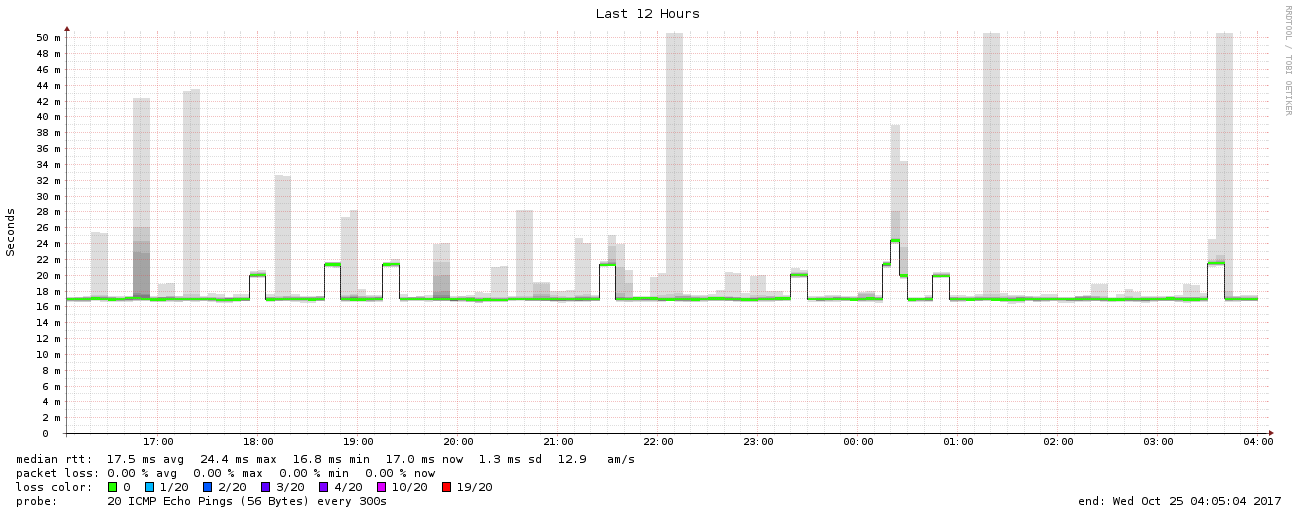 Last 12 Hours
RRDTOOL / TOBI OETIKER
Seconds
50 m
48 m
46 m
44 m
42 m
40 m
38 m
36 m
34 m
32 m
30 m
28 m
26 m
24 m
22 m
20 m
18 m
16 m
14 m
12 m
10 m
8 m
6 m
4 m
2 m
0
17:00 18:00 19:00 20:00 21:00 22:00 23:00 00:00 01:00 02:00 03:00 04:00
median rtt: 17.5 ms avg 24.4 ms max 16.8 ms min 17.0 ms now 1.3 ms sd 12.9 am/s
packet loss: 0.00 % avg 0.00 % max 0.00 % min 0.00 % now
loss color: 0 1/20 2/20 3/20 4/20 10/20 19/20
probe: 20 ICMP Echo Pings (56 Bytes) every 300s end: Wed Oct 25 04:05:04 2017